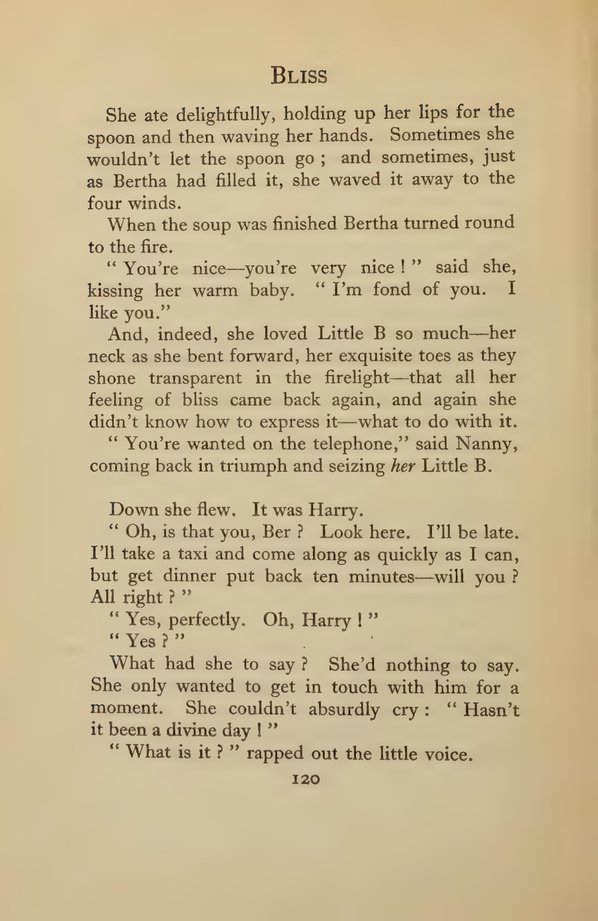 BLISS
She ate delightfully, holding up her lips for the
spoon and then waving her hands. Sometimes she
wouldn't let the spoon go ; and sometimes, just
as Bertha had filled it, she waved it away to the
four winds.
When the soup was finished Bertha turned round
to the fire.
“ You're nice—you're very nice ! ” said she,
kissing her warm baby. “ I'm fond of you. I
like you.”
And, indeed, she loved Little B so much—her
neck as she bent forward, her exquisite toes as they
shone transparent in the firelight—that all her
feeling of bliss came back again, and again she
didn't know how to express it—what to do with it.
“ You're wanted on the telephone,” said Nanny,
coming back in triumph and seizing her Little B.
Down she flew. It was Harry.
“ Oh, is that you, Ber ? Look here. I'll be late.
I'll take a taxi and come along as quickly as I can,
but get dinner put back ten minutes—will you ?
All right ? ”
“ Yes, perfectly. Oh, Harry ! ”
“ Yes ? ”
What had she to say ? She'd nothing to say.
She only wanted to get in touch with him for a
moment. She couldn't absurdly cry : “ Hasn't
it been a divine day ! ”
“ What is it ? ” rapped out the little voice.
120